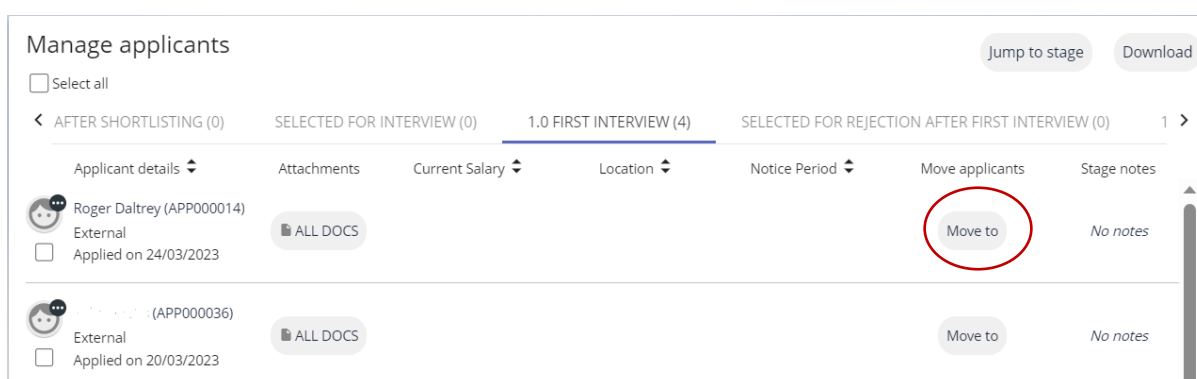 Manage applicants
Jump to stage
Download
Select all
AFTER SHORTLISTING (0) SELECTED FOR INTERVIEW (0) 1.0 FIRST INTERVIEW (4) SELECTED FOR REJECTION AFTER FIRST INTERVIEW (0) 1
Applicant details Attachments Current Salary Location Notice Period Move applicants Stage notes
Roger Daltrey (APP000014)
External
Applied on 24/03/2023
ALL DOCS
Move to
No notes
(APP000036)
External
Applied on 20/03/2023
ALL DOCS
Move to
No notes